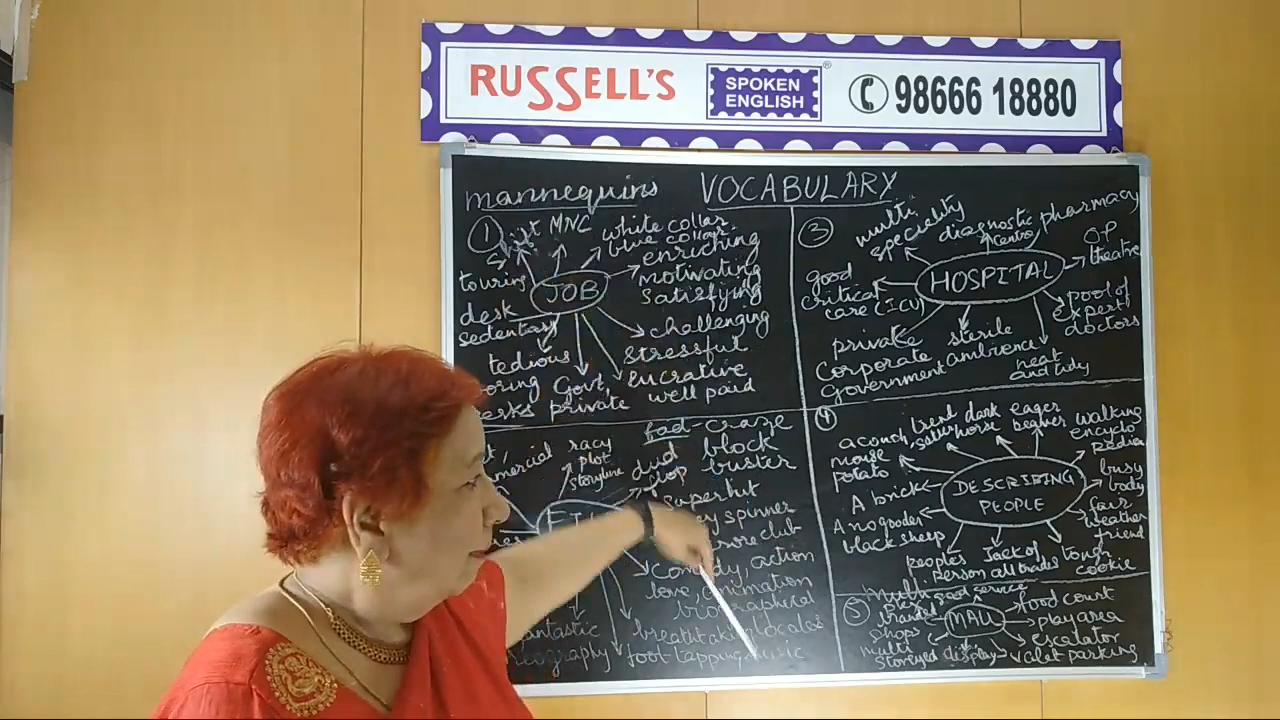 RUSSELL'S
SPOKEN
ENGLISH
®
98666 18880
mannequins
VOCABULARY
1
MNC
white collar
blue collar
enriching
motivating
satisfying
touring
JOB
desk
sedentary
challenging
tedious
stressful
lucrative
Govt,
private
well paid
fad-craze
racy
plot
storyline
dud
flop
block
buster
superhit
spinner
club
comedy, action
love, animation
biographical
breathtaking locales
foot tapping music
3
multi
speciality
diagnostic
centre
pharmacy
O.P
theatre
HOSPITAL
good
critical
care (ICU)
pool of
expert
doctors
private
corporate
Government
sterile
ambience
neat
and tidy
4
a couch
mouse
potato
trend
setter
dark
horse
eager
beaver
walking
encyclo
pedia
DESCRIBING
PEOPLE
A brick
A no gooder
black sheep
busy
body
fair
weather
friend
peoples
person
Jack of
all trades
tough
cookie
5
MALL
food court
play area
escalator
valet parking
shops
multi
storeyed
display